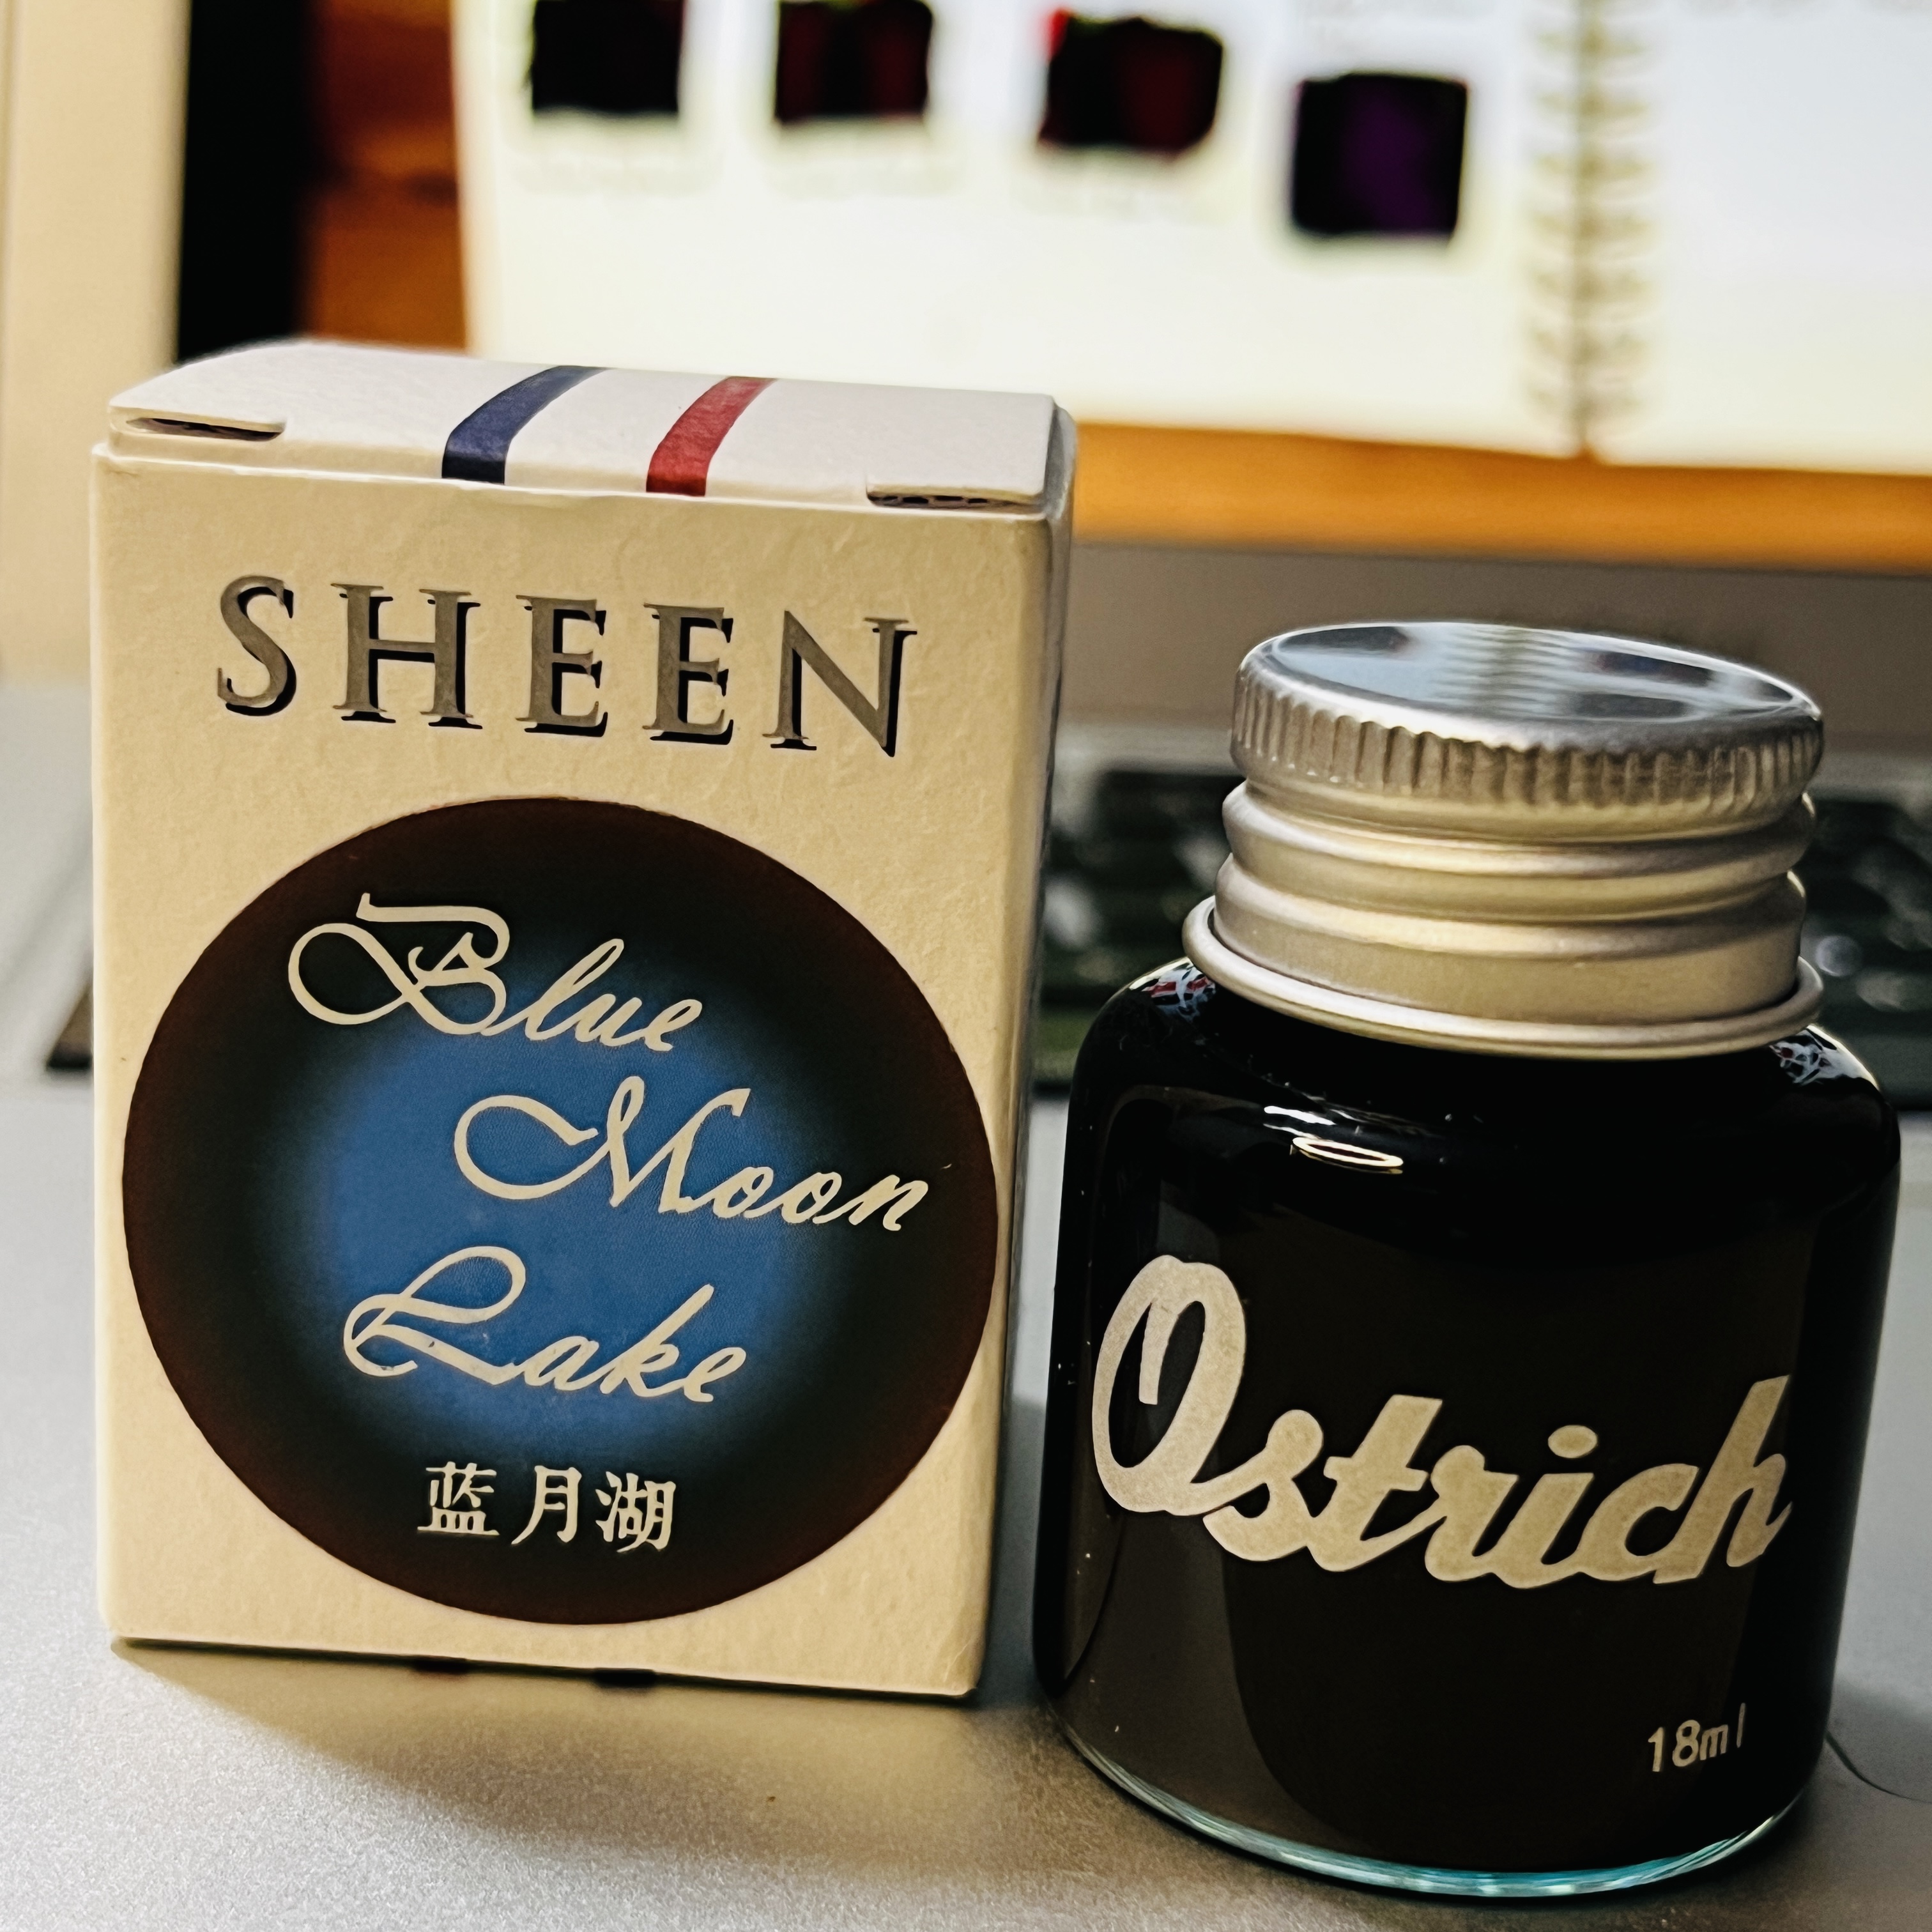 SHEEN
Blue
Moon
Lake
蓝月湖
Ostrich
18ml